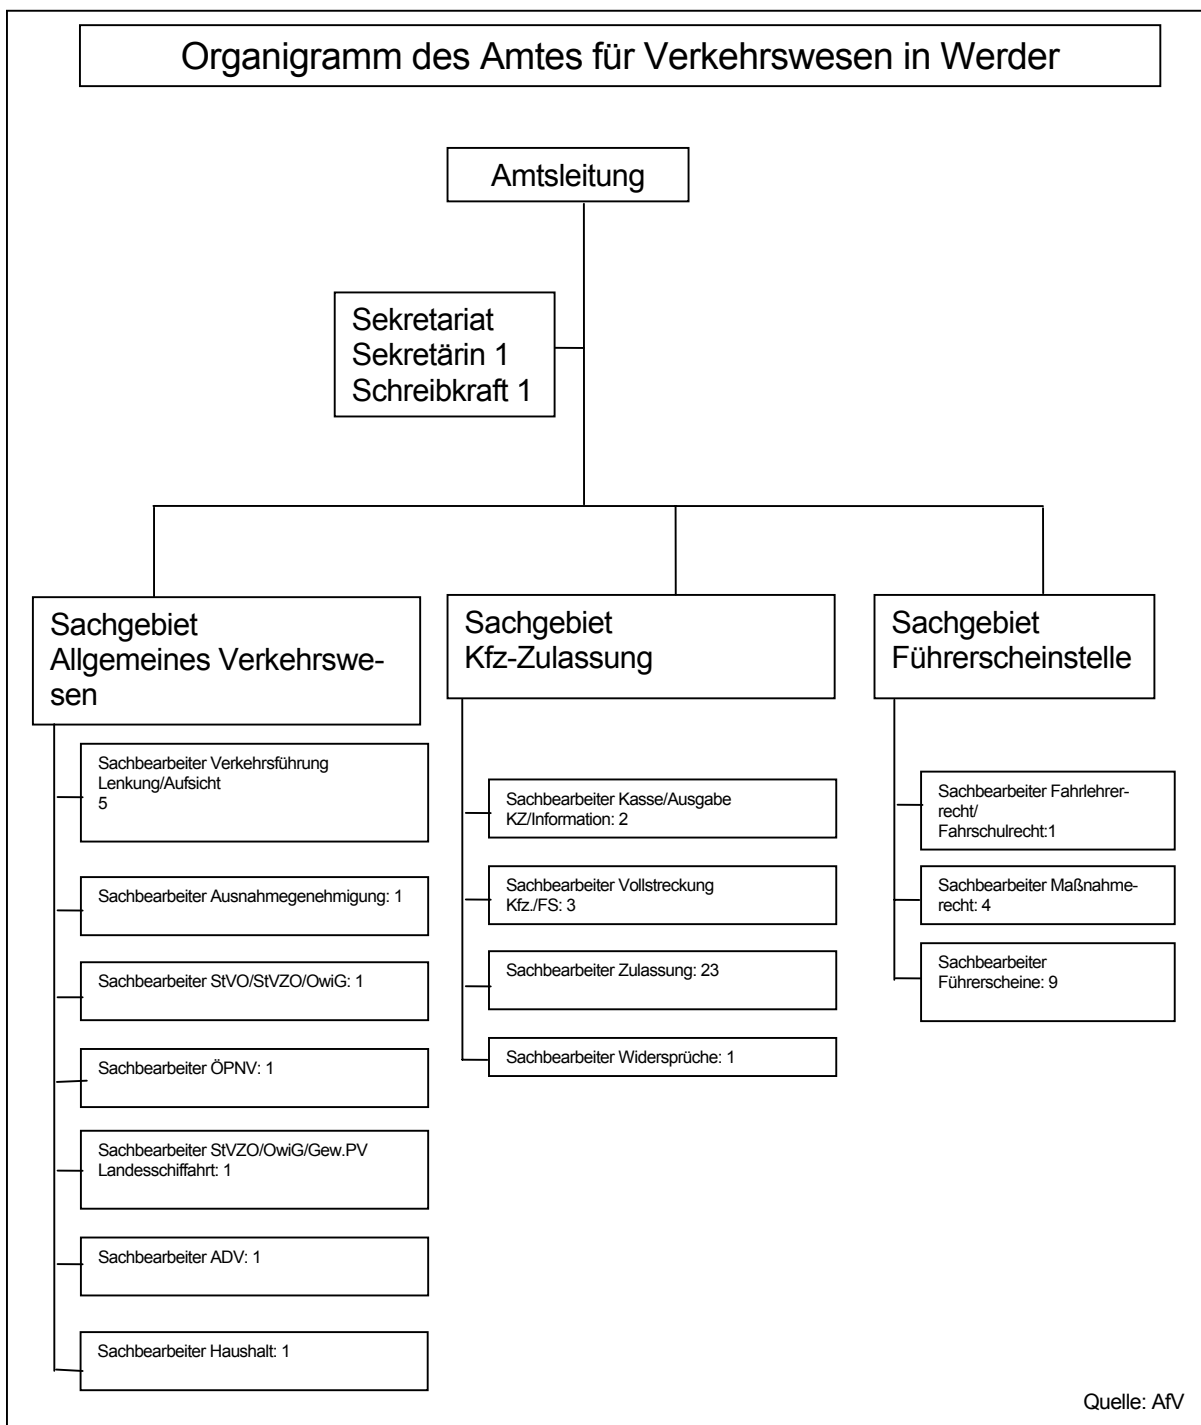 Organigramm des Amtes für Verkehrswesen in Werder
Amtsleitung
Sekretariat
Sekretärin 1
Schreibkraft 1
Sachgebiet
Allgemeines Verkehrswe-
sen
Sachbearbeiter Verkehrsführung
Lenkung/Aufsicht
5
Sachbearbeiter Ausnahmegenehmigung: 1
Sachbearbeiter StVO/StVZO/OwiG: 1
Sachbearbeiter ÖPNV: 1
Sachbearbeiter StVZO/OwiG/Gew.PV
Landesschiffahrt: 1
Sachbearbeiter ADV: 1
Sachbearbeiter Haushalt: 1
Sachgebiet
Kfz-Zulassung
Sachbearbeiter Kasse/Ausgabe
KZ/Information: 2
Sachbearbeiter Vollstreckung
Kfz./FS: 3
Sachbearbeiter Zulassung: 23
Sachbearbeiter Widersprüche: 1
Sachgebiet
Führerscheinstelle
Sachbearbeiter Fahrlehrer-
recht/
Fahrschulrecht:1
Sachbearbeiter Maßnahme-
recht: 4
Sachbearbeiter
Führerscheine: 9
Quelle: AfV